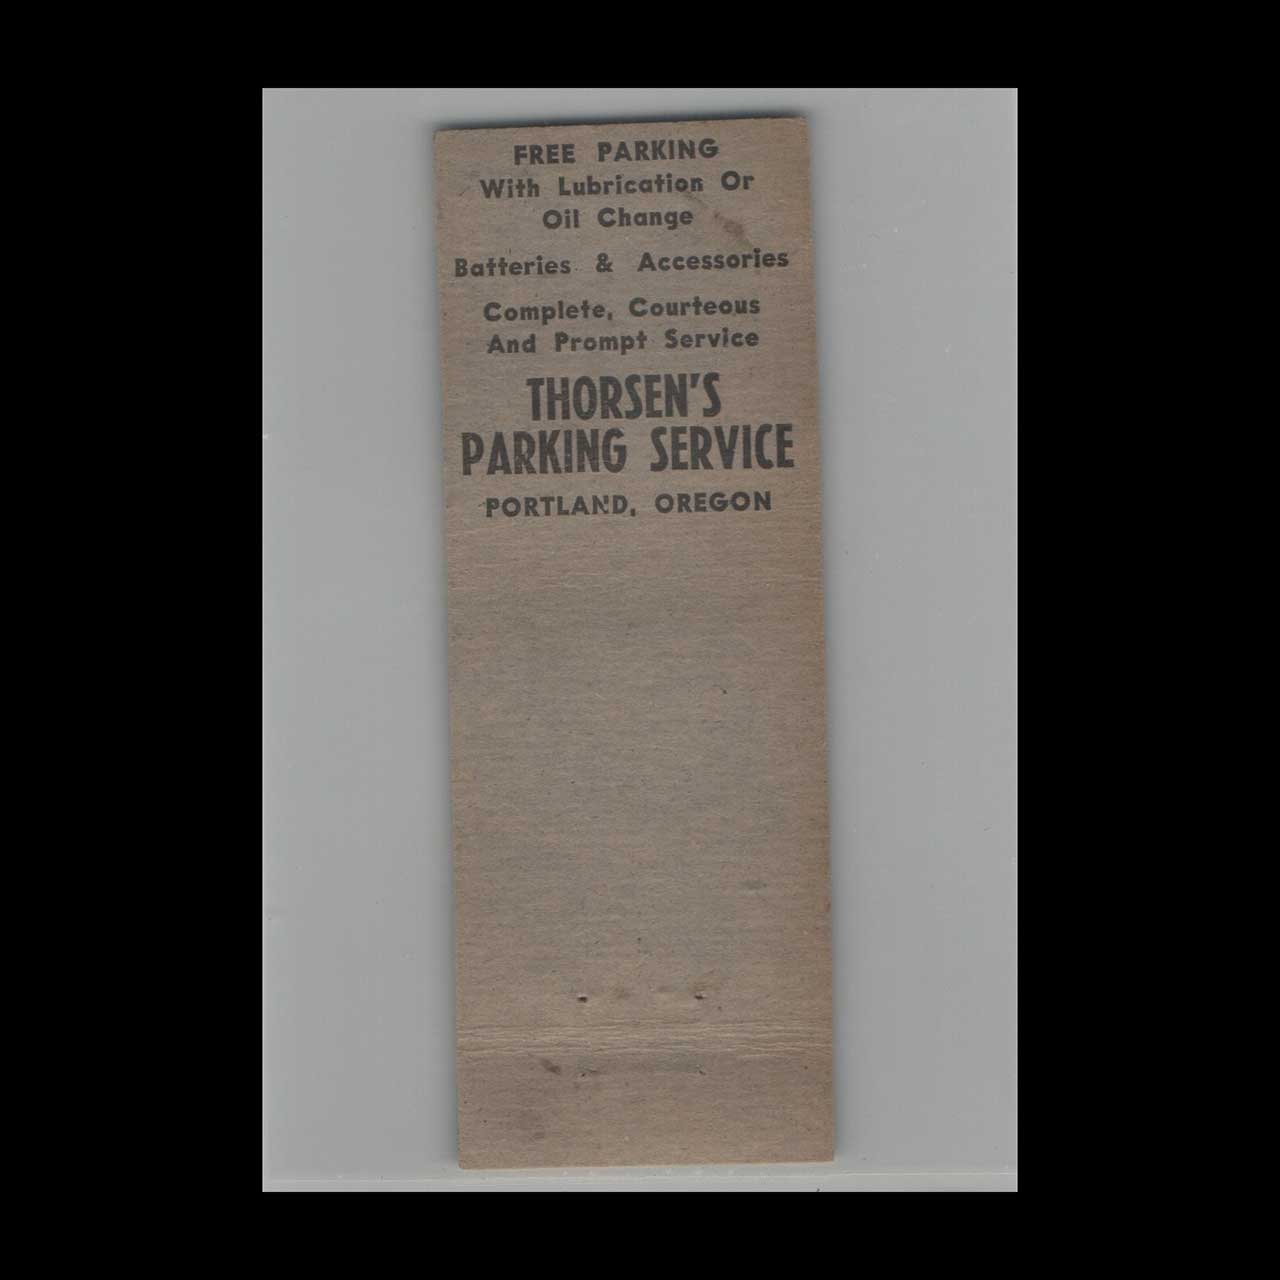 FREE PARKING
With Lubrication Or
Oil Change
Batteries & Accessories
Complete, Courteous
And Prompt Service
THORSEN'S
PARKING SERVICE
PORTLAND, OREGON